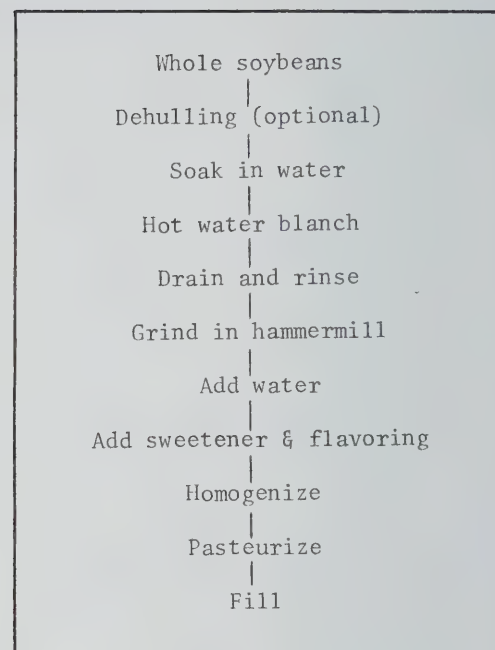 Whole soybeans
Dehulling (optional)
Soak in water
Hot water blanch
Drain and rinse
Grind in hammermill
Add water
Add sweetener & flavoring
Homogenize
Pasteurize
Fill